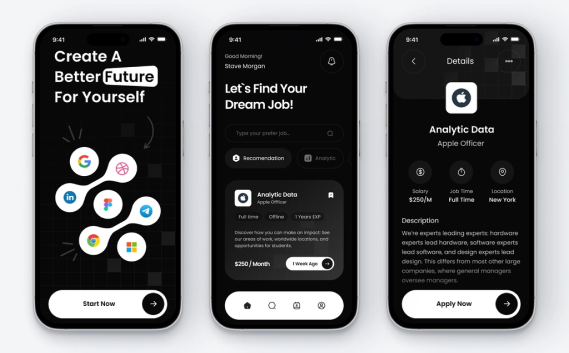 9:41
Create A
Better Future
For Yourself
G
in
Start Now
9:41
Good Morning!
Steve Morgan
Let`s Find Your
Dream Job!
Type your prefer job..
Recomendation
Analytic
Analytic Data
Apple Officer
Full time
Offline
1 Years EXP
Discover how you can make an impact: See
our areas of work, worldwide locations, and
opportunities for students.
$250 / Month
1 Week Ago
9:41
Details
Analytic Data
Apple Officer
Salary
$250/M
Job Time
Full Time
Location
New York
Description
We're experts leading experts: hardware
experts lead hardware, software experts
lead software, and design experts lead
design. This differs from most other large
companies, where general managers
oversee managers.
Apply Now